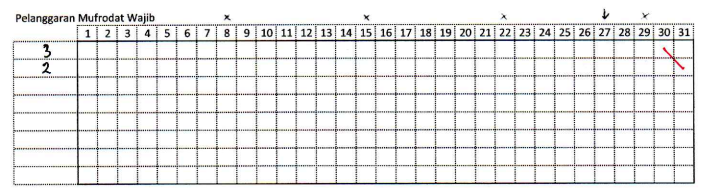 Pelanggaran Mufrodat Wajib x x x ↓ x
1 2 3 4 5 6 7 8 9 10 11 12 13 14 15 16 17 18 19 20 21 22 23 24 25 26 27 28 29 30 31
3
2